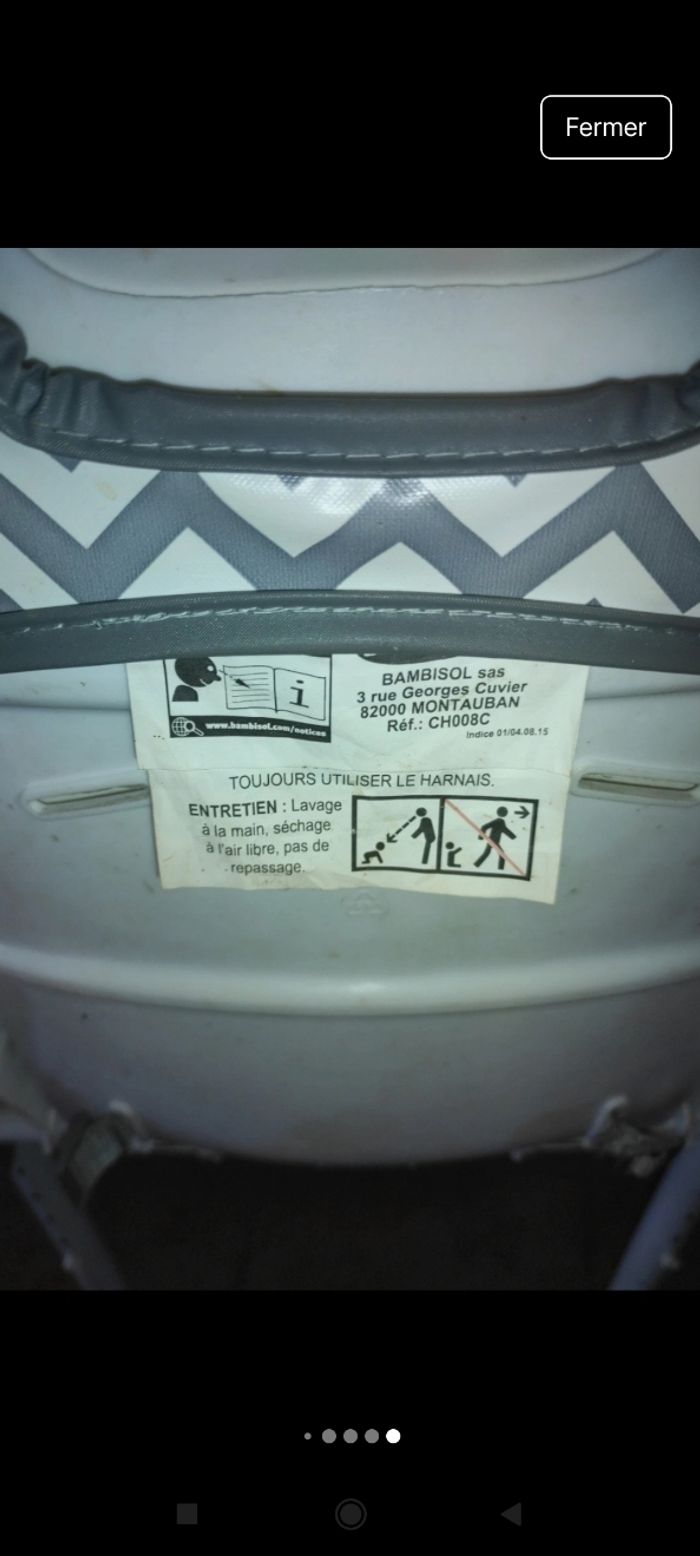 Fermer
www.bambisol.com/notices
BAMBISOL sas
3 rue Georges Cuvier
82000 MONTAUBAN
Réf.: CH008C
Indice 01/04.08.15
TOUJOURS UTILISER LE HARNAIS.
ENTRETIEN : Lavage
à la main, séchage
à l'air libre, pas de
repassage.